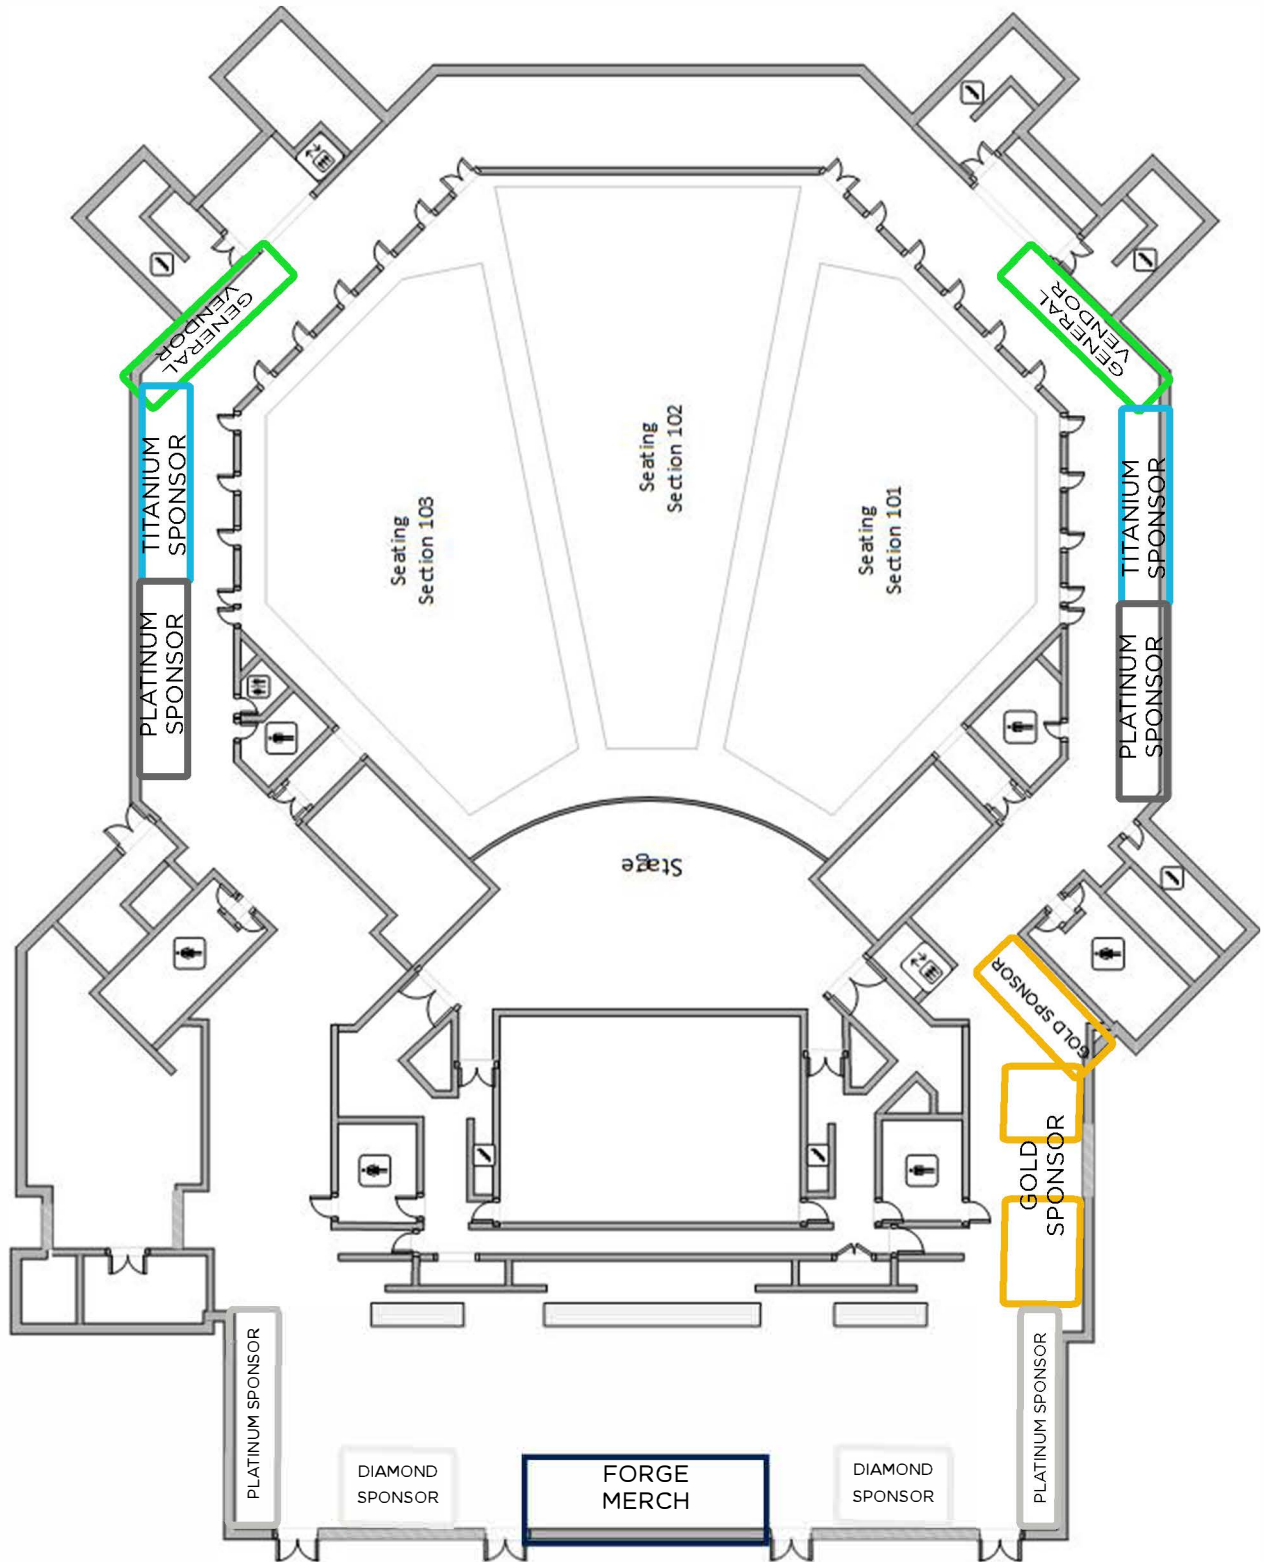 GENERAL
VENDOR
GENERAL
VENDOR
TITANIUM
SPONSOR
Seating
Section 103
Seating
Section 102
Seating
Section 101
TITANIUM
SPONSOR
PLATINUM
SPONSOR
PLATINUM
SPONSOR
Stage
GOLD SPONSOR
GOLD
SPONSOR
PLATINUM SPONSOR
PLATINUM SPONSOR
DIAMOND
SPONSOR
FORGE
MERCH
DIAMOND
SPONSOR